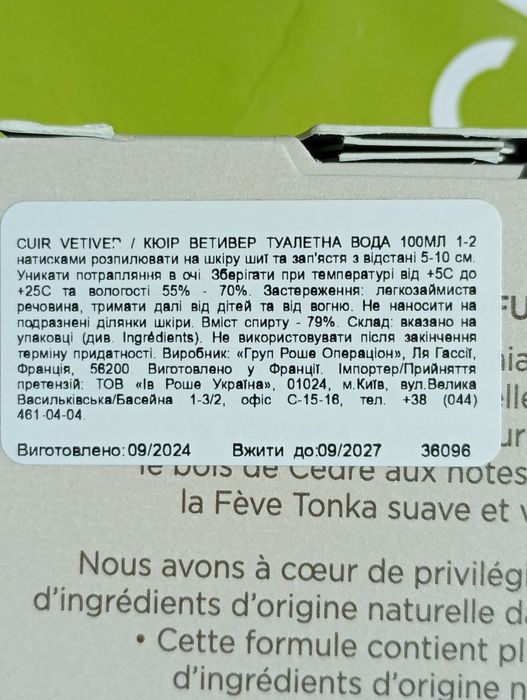 CUIR VETIVER / КЮІР ВЕТИВЕР ТУАЛЕТНА ВОДА 100МЛ 1-2
натисками розпилювати на шкіру шиї та зап'ястя з відстані 5-10 см.
Уникати потрапляння в очі. Зберігати при температурі від +5С до
+25С та вологості 55% - 70%. Застереження: легкозаймиста
речовина, тримати далі від дітей та від вогню. Не наносити на
подразнені ділянки шкіри. Вміст спирту - 79%. Склад: вказано на
упаковці (див. Ingrédients). Не використовувати після закінчення
терміну придатності. Виробник: «Груп Роше Операціон», Ля Гассії,
Франція, 56200 Виготовлено у Франції. Імпортер/Прийняття
претензій: ТОВ «Ів Роше Україна», 01024, м.Київ, вул.Велика
Васильківська/Басейна 1-3/2, офіс С-15-16, тел. +38 (044)
461-04-04.
Виготовлено: 09/2024 Вжити до:09/2027 36096
le bois de Cèdre aux notes
la Fève Tonka suave et v
Nous avons à cœur de privilégi
d'ingrédients d'origine naturelle da
• Cette formule contient pl
d'ingrédients d'origine n